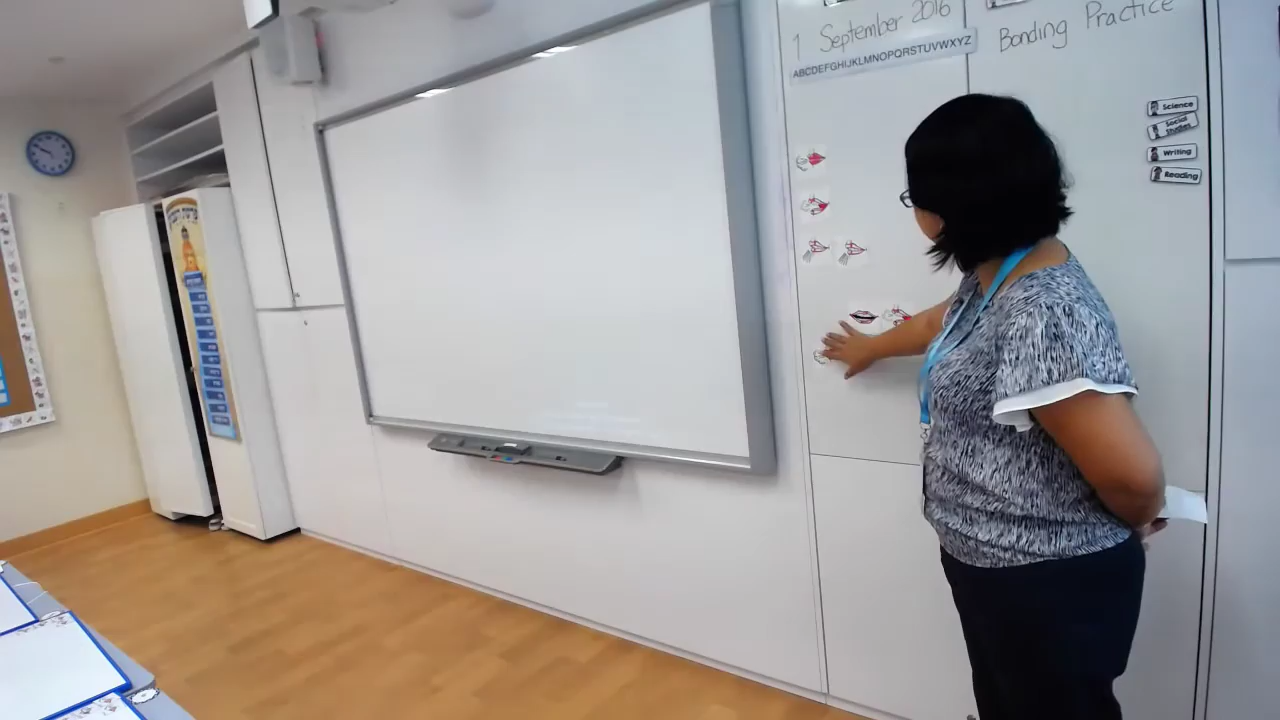 1 September 2016
Bonding Practice
ABCDEFGHIJKLMNOPQRSTUVWXYZ
Science
Social
Studies
Writing
Reading